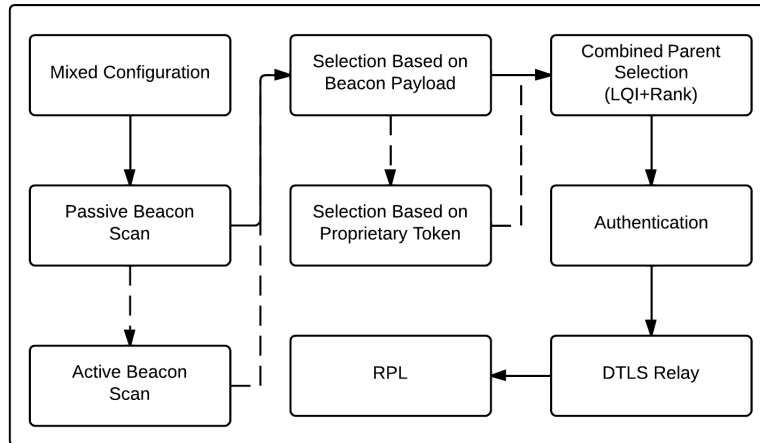 Mixed Configuration
Passive Beacon
Scan
Active Beacon
Scan
Selection Based on
Beacon Payload
Selection Based on
Proprietary Token
Combined Parent
Selection
(LQI+Rank)
Authentication
DTLS Relay
RPL